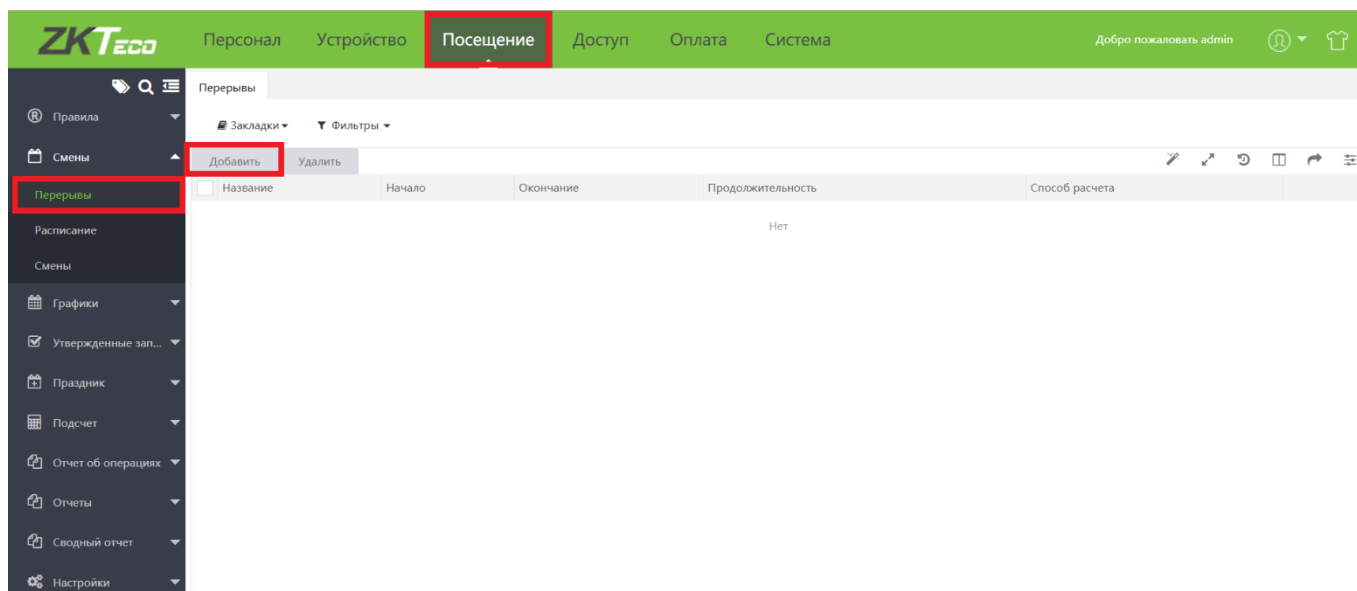 ZKTeco Персонал Устройство Посещение Доступ Оплата Система Добро пожаловать admin
Перерывы
Закладки Фильтры
Добавить Удалить
Название Начало Окончание Продолжительность Способ расчета
Нет
Правила
Смены
Перерывы
Расписание
Смены
Графики
Утвержденные зап...
Праздник
Подсчет
Отчет об операциях
Отчеты
Сводный отчет
Настройки